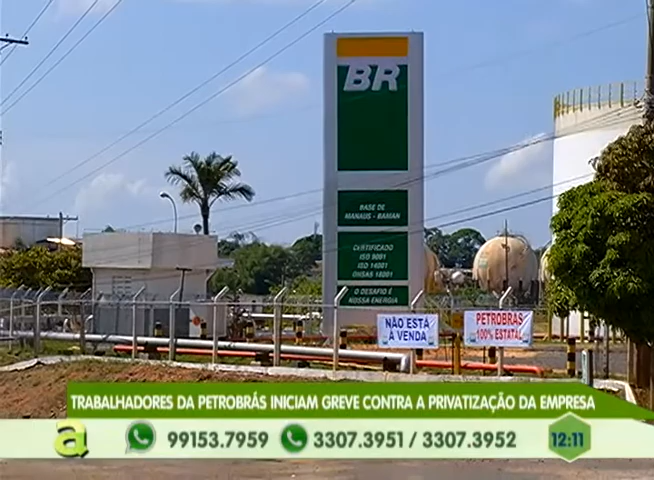 BR
BASE DE
MANAUS - BAMAN
CERTIFICADO
ISO 9001
ISO 14001
OHSAS 18001
O DESAFIO É
NOSSA ENERGIA
NÃO ESTÁ
À VENDA
PETROBRAS
100% ESTATAL
TRABALHADORES DA PETROBRÁS INICIAM GREVE CONTRA A PRIVATIZAÇÃO DA EMPRESA
a 99153.7959 3307.3951 / 3307.3952 12:11